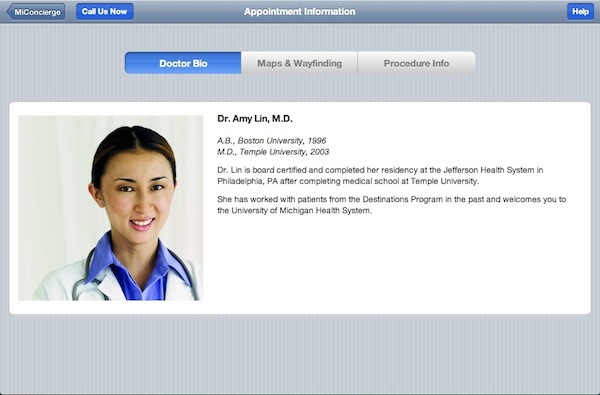 MiConcierge
Call Us Now
Appointment Information
Help
Doctor Bio
Maps & Wayfinding
Procedure Info
Dr. Amy Lin, M.D.
A.B., Boston University, 1996
M.D., Temple University, 2003
Dr. Lin is board certified and completed her residency at the Jefferson Health System in
Philadelphia, PA after completing medical school at Temple University.
She has worked with patients from the Destinations Program in the past and welcomes you to
the University of Michigan Health System.